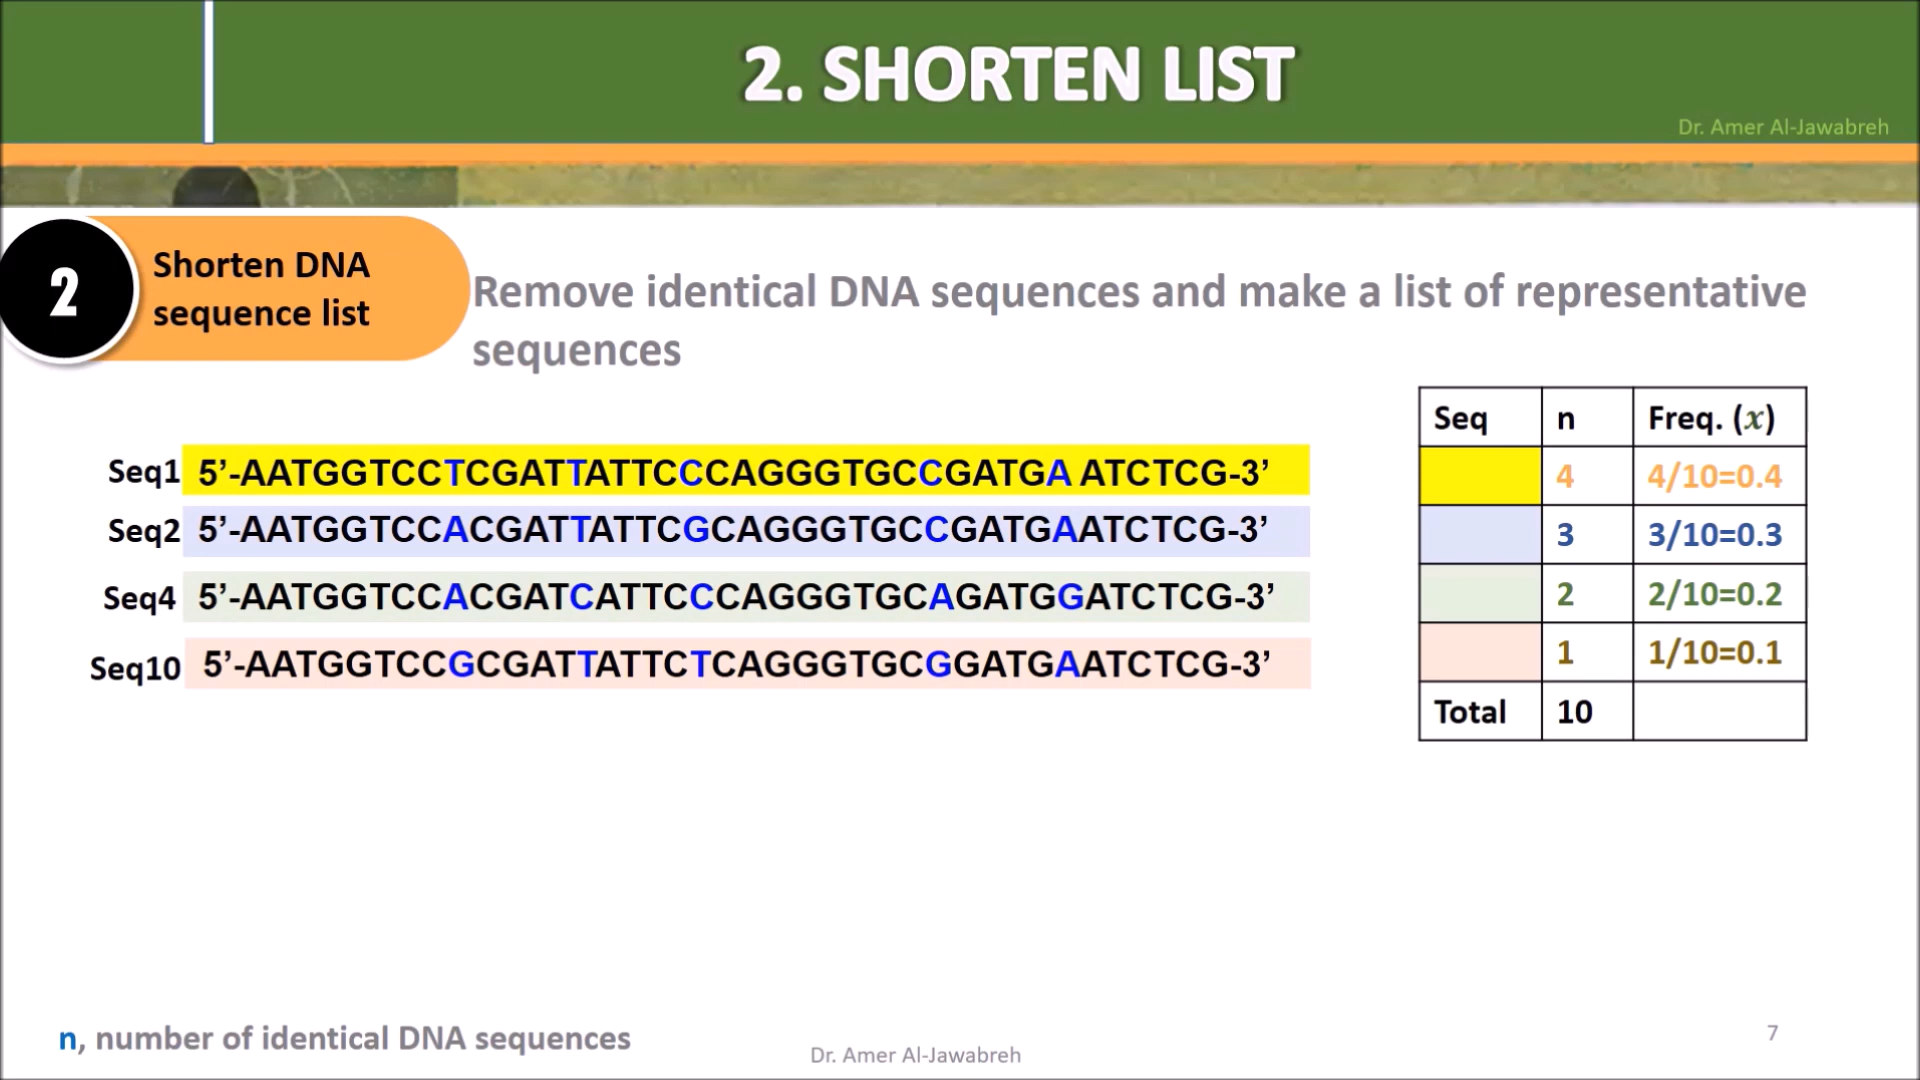 2. SHORTEN LIST
Dr. Amer Al-Jawabreh
2
Shorten DNA
sequence list
Remove identical DNA sequences and make a list of representative
sequences
Seq1 5’-AATGGTCCTCGATTATTCCCCAGGGTGCCGATGA ATCTCG-3’
Seq2 5’-AATGGTCCACGATTATTCGCAGGGTGCCGATGAATCTCG-3’
Seq4 5’-AATGGTCCACGATCATTCCCAGGGTGCAGATGGATCTCG-3’
Seq10 5’-AATGGTCCGCGATTATTCTCAGGGTGCGGATGAATCTCG-3’
Seq n Freq. (x)
4 4/10=0.4
3 3/10=0.3
2 2/10=0.2
1 1/10=0.1
Total 10
n, number of identical DNA sequences
Dr. Amer Al-Jawabreh
7